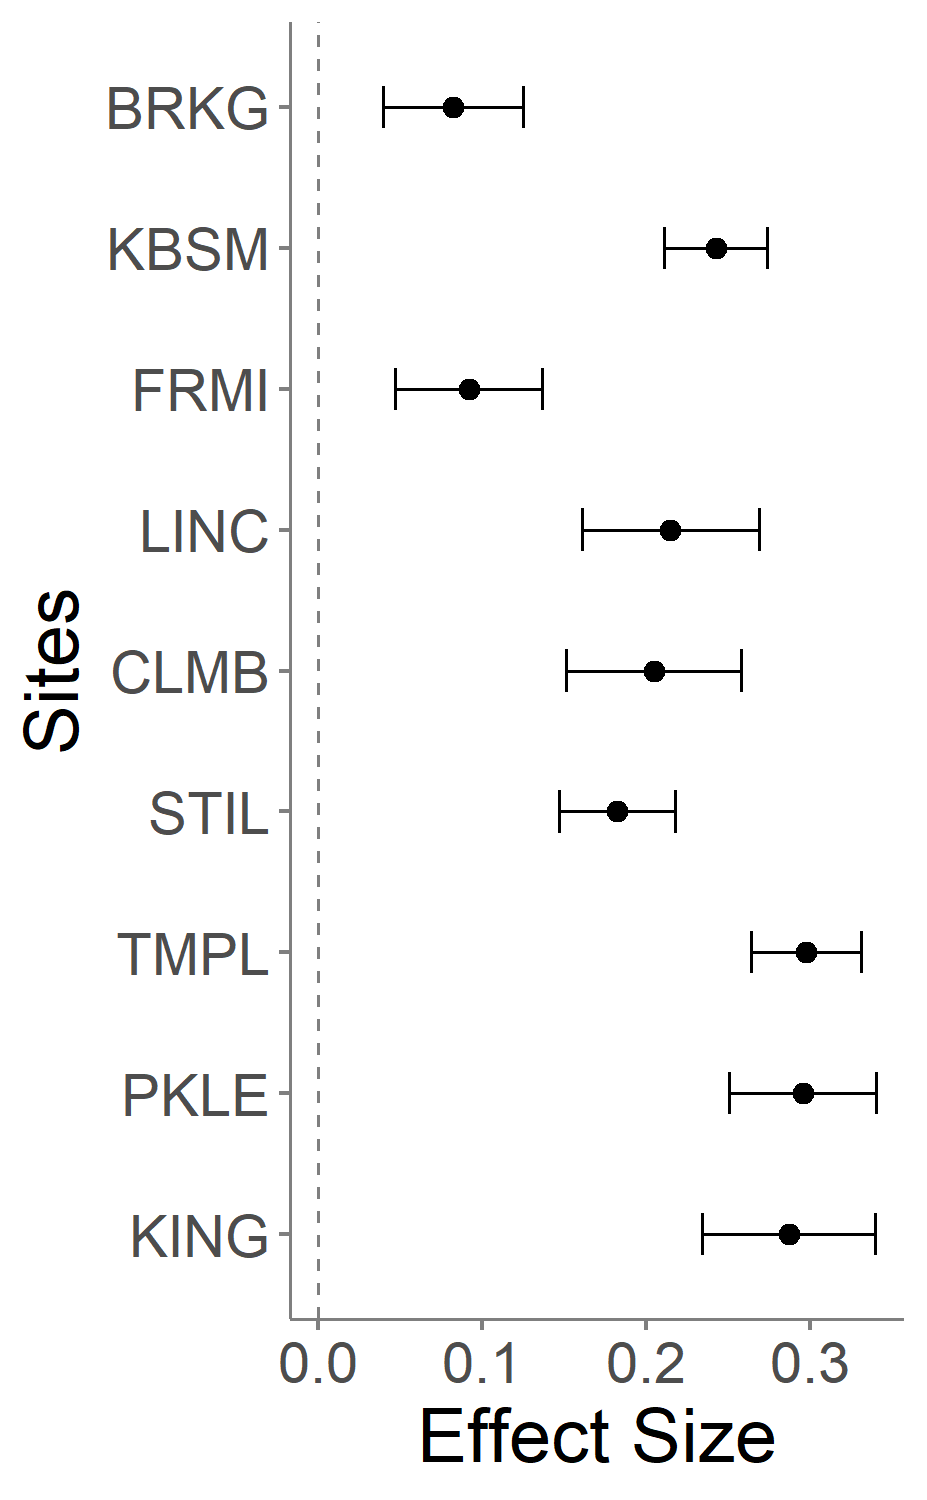 BRKG
KBSM
FRMI
LINC
CLMB
STIL
TMPL
PKLE
KING
Sites
0.0 0.1 0.2 0.3
Effect Size